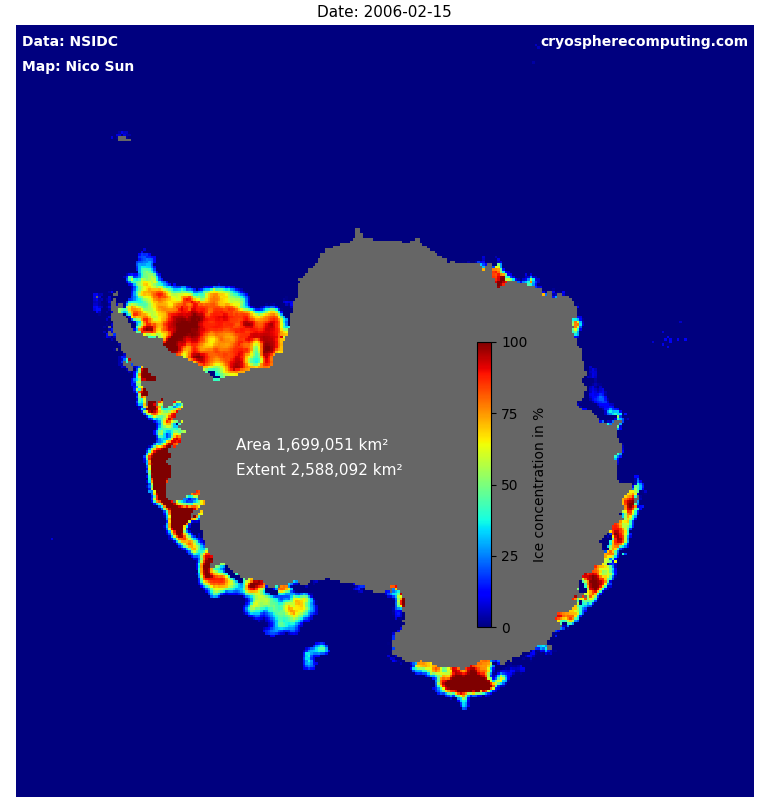 Date: 2006-02-15
Data: NSIDC
cryospherecomputing.com
Map: Nico Sun
100
75
50
25
0
Ice concentration in %
Area 1,699,051 km²
Extent 2,588,092 km²